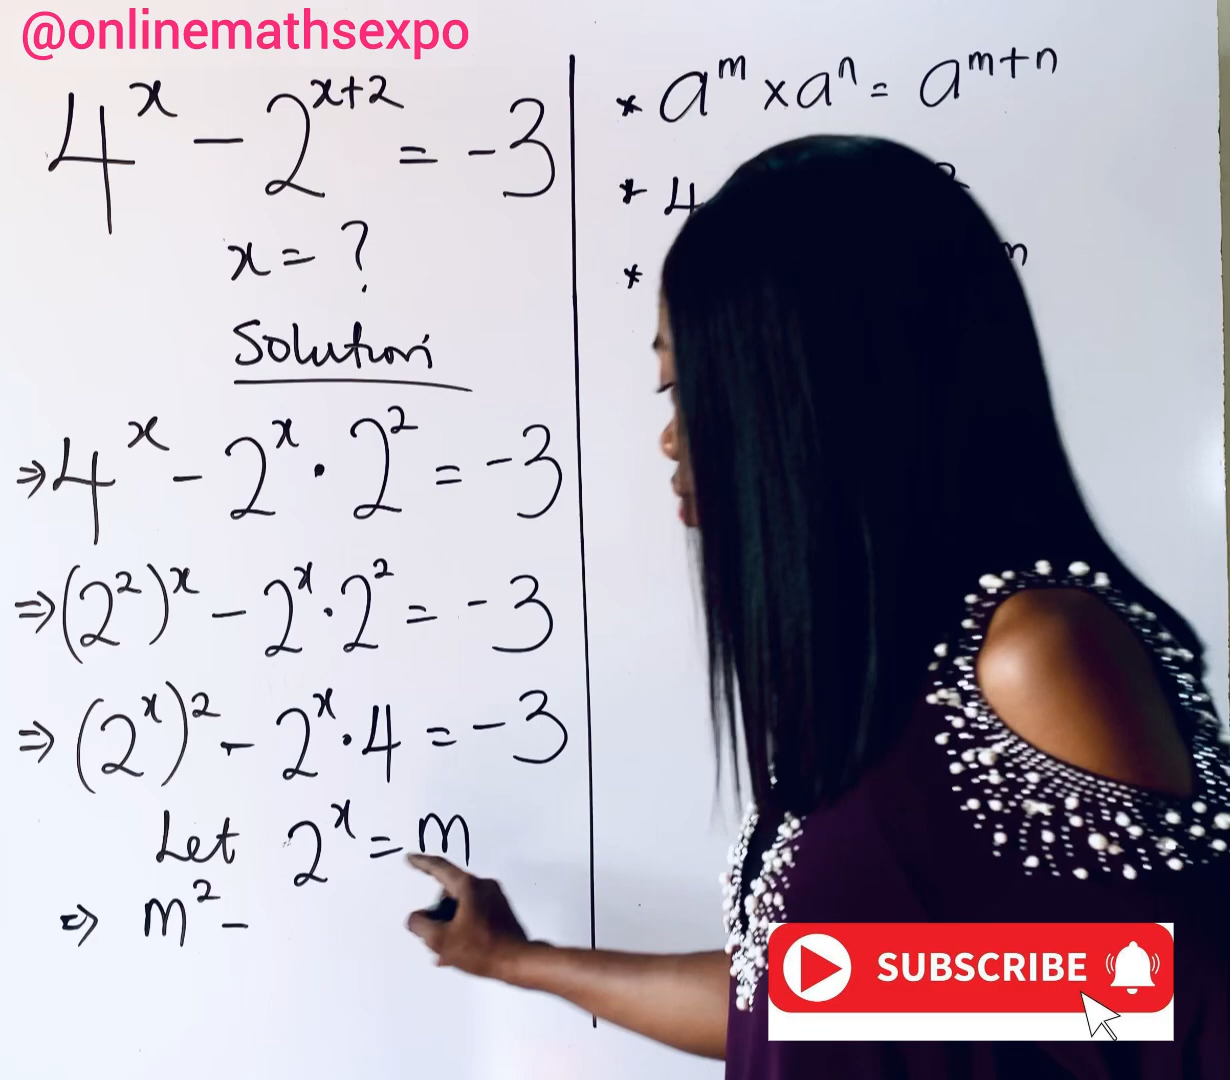 @onlinemathsexpo
4^x - 2^{x+2} = -3
x = ?
Solution
⇒ 4^x - 2^x · 2^2 = -3
⇒ (2^2)^x - 2^x · 2^2 = -3
⇒ (2^x)^2 - 2^x · 4 = -3
Let 2^x = m
⇒ m^2 -
* a^m × a^n = a^{m+n}
* 4
*
SUBSCRIBE